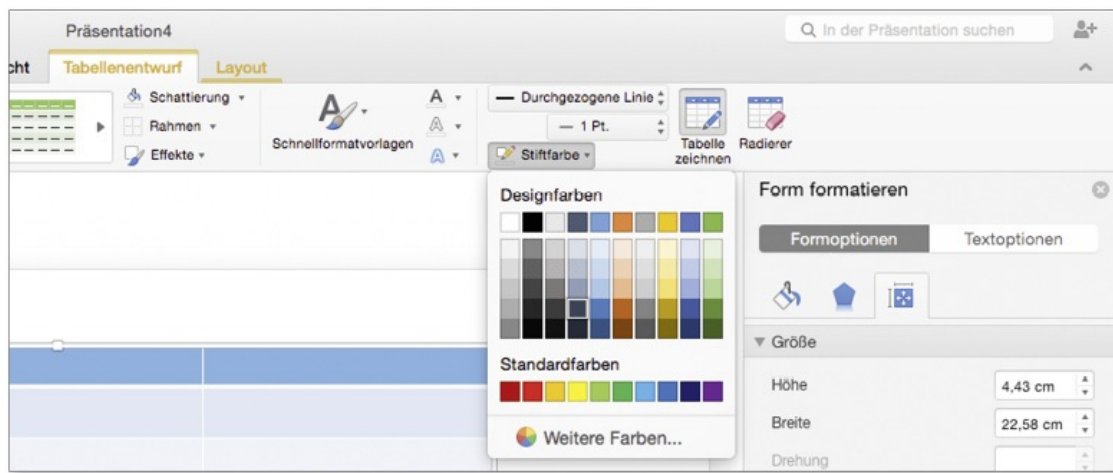 Präsentation4
In der Präsentation suchen
cht Tabellenentwurf Layout
Schattierung
Rahmen
Effekte
Schnellformatvorlagen
A
A
A
Durchgezogene Linie
1 Pt.
Stiftfarbe
Tabelle
zeichnen
Radierer
Designfarben
Standardfarben
Weitere Farben...
Form formatieren
Formoptionen Textoptionen
Größe
Höhe 4,43 cm
Breite 22,58 cm
Drehung